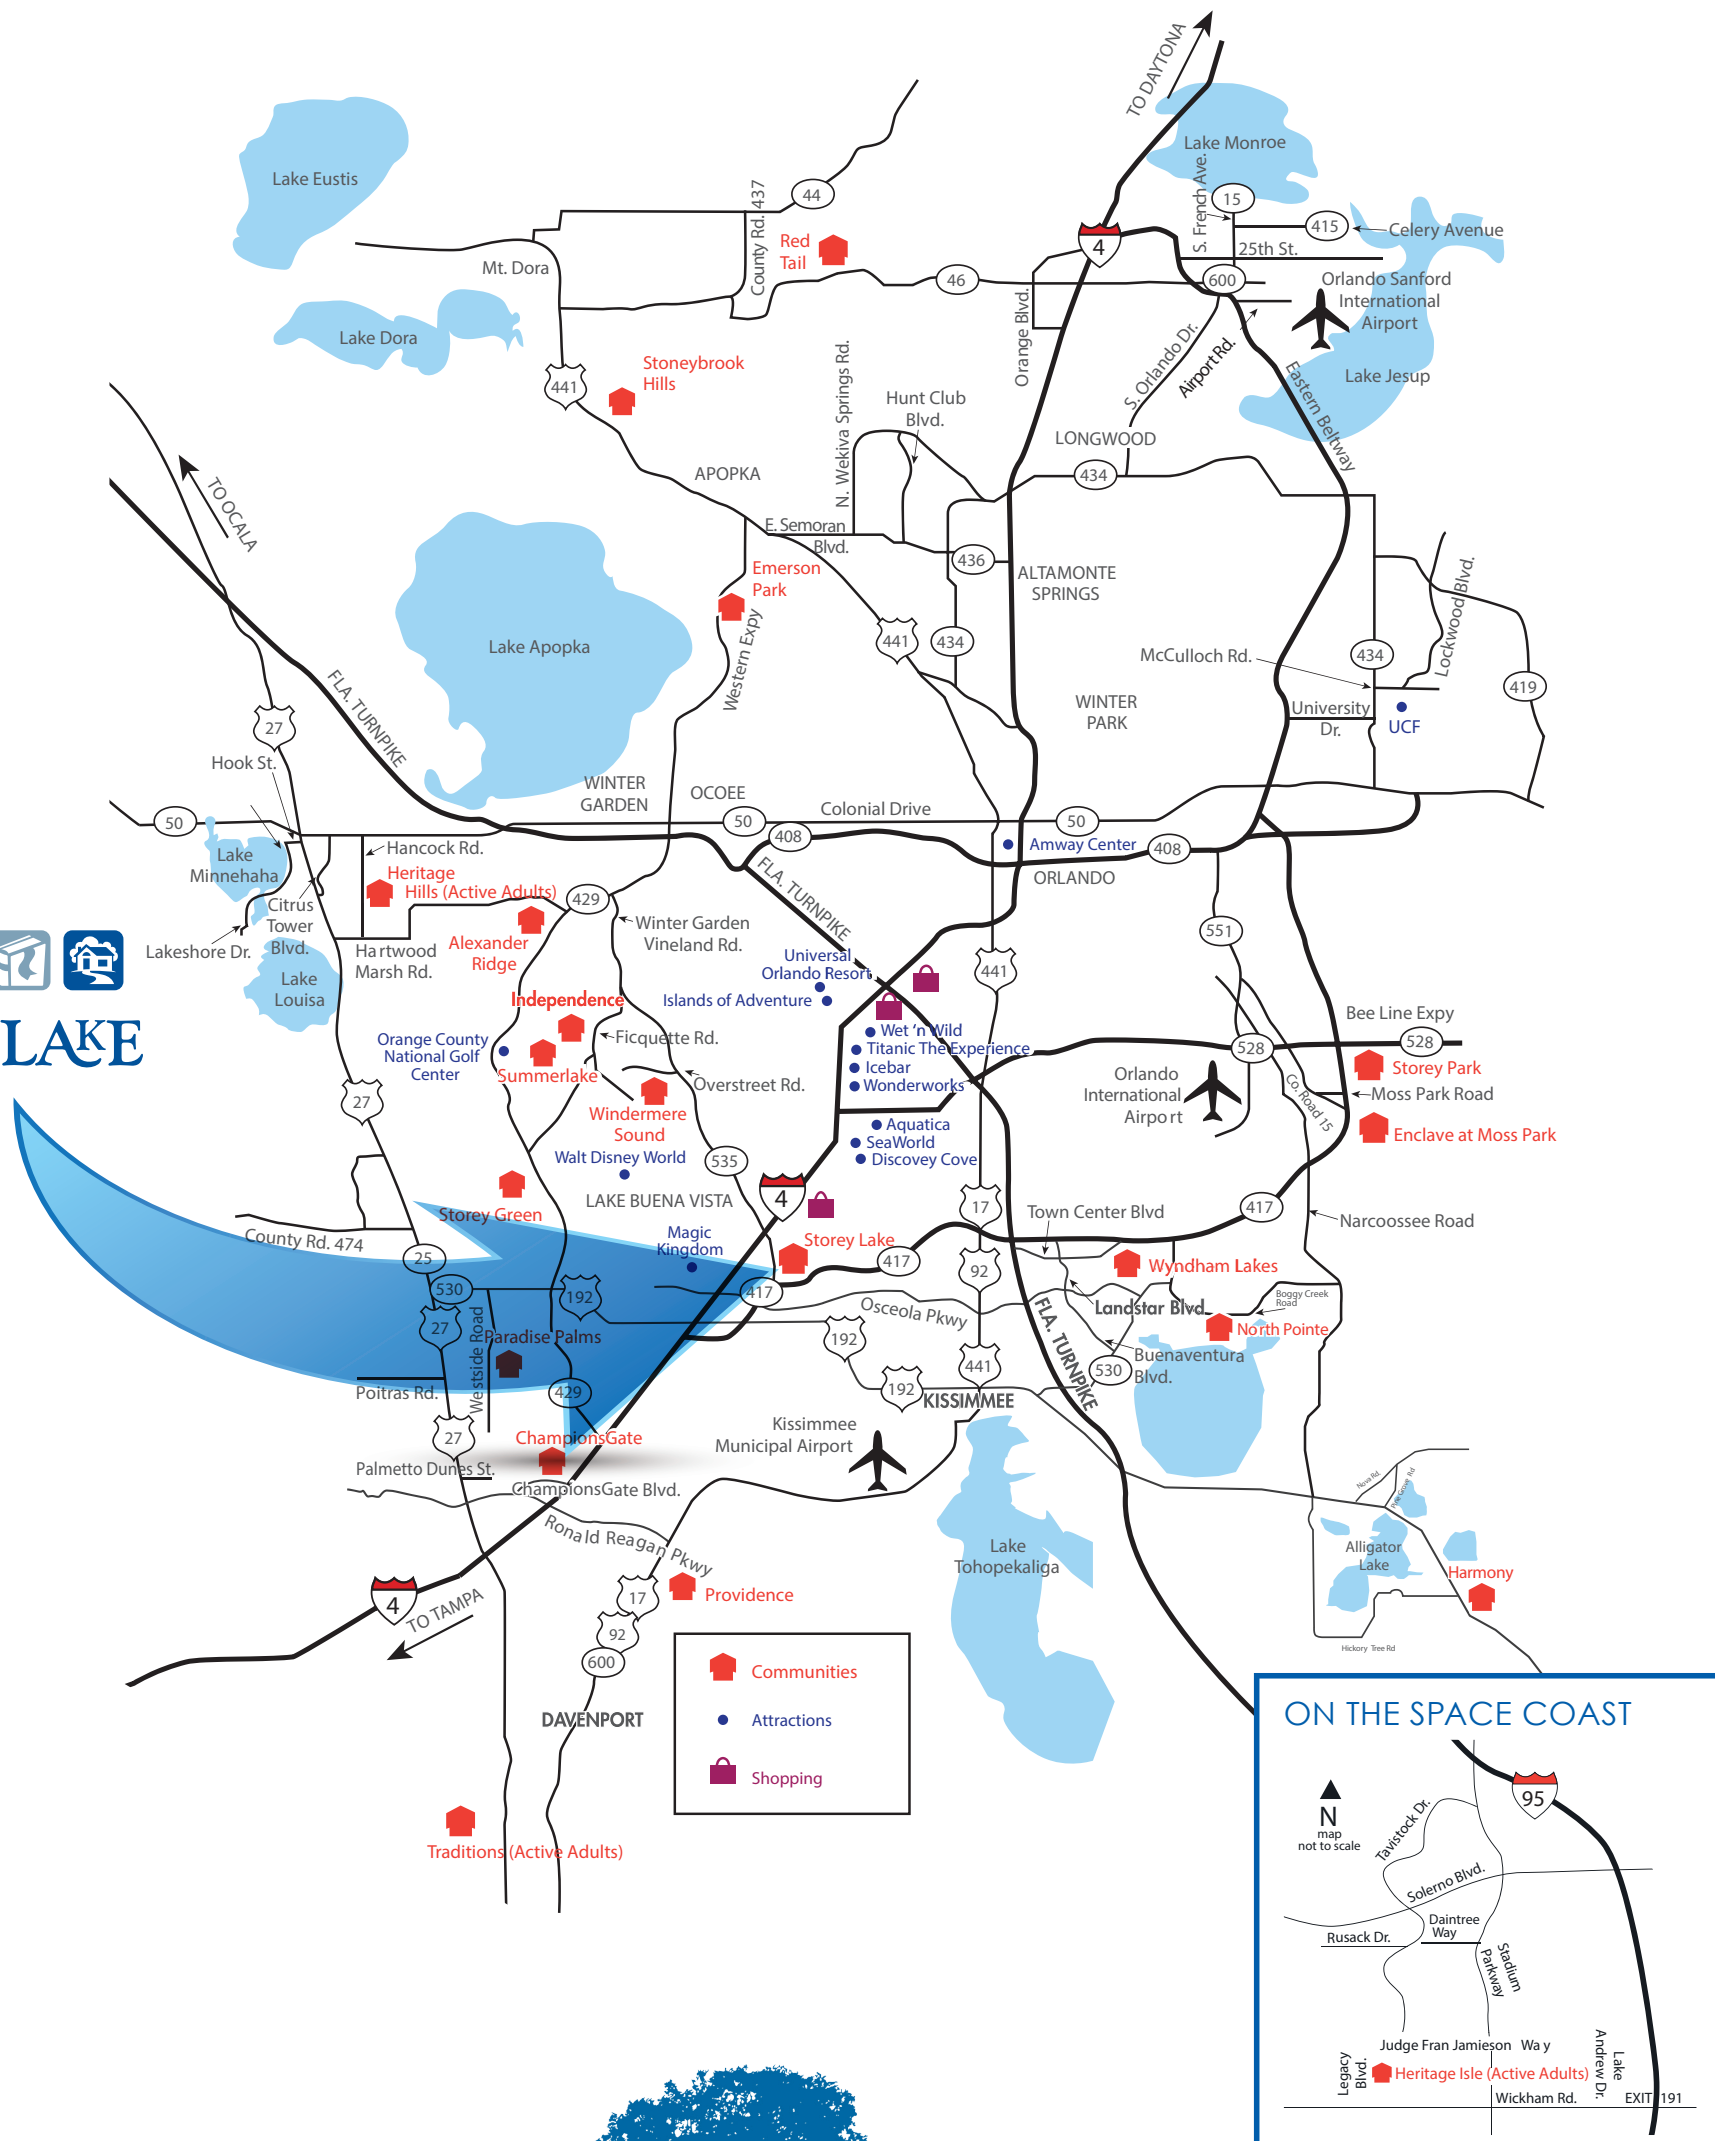 TO DAYTONA
Lake Monroe
Lake Eustis
S. French Ave.
15
415
Celery Avenue
44
County Rd. 437
Red
Tail
4
25th St.
Mt. Dora
46
600
Orlando Sanford
International
Airport
Orange Blvd.
Lake Dora
S. Orlando Dr.
Airport Rd.
Eastern Beltway
Lake Jesup
Stoneybrook
Hills
441
N. Wekiva Springs Rd.
Hunt Club
Blvd.
LONGWOOD
434
APOPKA
TO OCALA
E. Semoran
Blvd.
436
ALTAMONTE
SPRINGS
Emerson
Park
Western Expy
Lake Apopka
441
434
McCulloch Rd.
434
Lockwood Blvd.
419
FLA. TURNPIKE
WINTER
PARK
University
Dr.
UCF
27
Hook St.
WINTER
GARDEN
OCOEE
50
50
Colonial Drive
50
408
Amway Center
408
ORLANDO
Lake
Minnehaha
Hancock Rd.
Heritage
Hills (Active Adults)
429
FLA. TURNPIKE
Citrus
Tower
Blvd.
Lakeshore Dr.
Hartwood
Marsh Rd.
Alexander
Ridge
Winter Garden
Vineland Rd.
551
Lake
Louisa
Universal
Orlando Resort
Islands of Adventure
441
Independence
LAKE
Orange County
National Golf
Center
Ficquette Rd.
Summerlake
Wet 'n Wild
Titanic The Experience
Icebar
Wonderworks
Bee Line Expy
528
528
Storey Park
Overstreet Rd.
Orlando
International
Airport
Co. Road 15
Moss Park Road
27
Windermere
Sound
Aquatica
SeaWorld
Discovey Cove
Enclave at Moss Park
Walt Disney World
535
LAKE BUENA VISTA
4
Storey Green
17
Town Center Blvd
417
Narcoossee Road
County Rd. 474
Magic
Kingdom
Storey Lake
417
25
92
Wyndham Lakes
530
192
417
Osceola Pkwy
Landstar Blvd.
Boggy Creek
Road
27
Westside Road
Paradise Palms
192
FLA. TURNPIKE
North Pointe
Buenaventura
Blvd.
441
530
Poitras Rd.
429
192
KISSIMMEE
27
ChampionsGate
Kissimmee
Municipal Airport
Palmetto Dunes St.
ChampionsGate Blvd.
Nova Rd.
Pine Grove Rd
Ronald Reagan Pkwy
Lake
Tohopekaliga
Alligator
Lake
Harmony
4
TO TAMPA
17
Providence
92
600
Hickory Tree Rd
Communities
Attractions
Shopping
DAVENPORT
Traditions (Active Adults)
ON THE SPACE COAST
N
map
not to scale
95
Tavistock Dr.
Solerno Blvd.
Daintree
Way
Rusack Dr.
Stadium
Parkway
Judge Fran Jamieson Way
Legacy
Blvd.
Heritage Isle (Active Adults)
Lake
Andrew Dr.
Wickham Rd.
EXIT 191